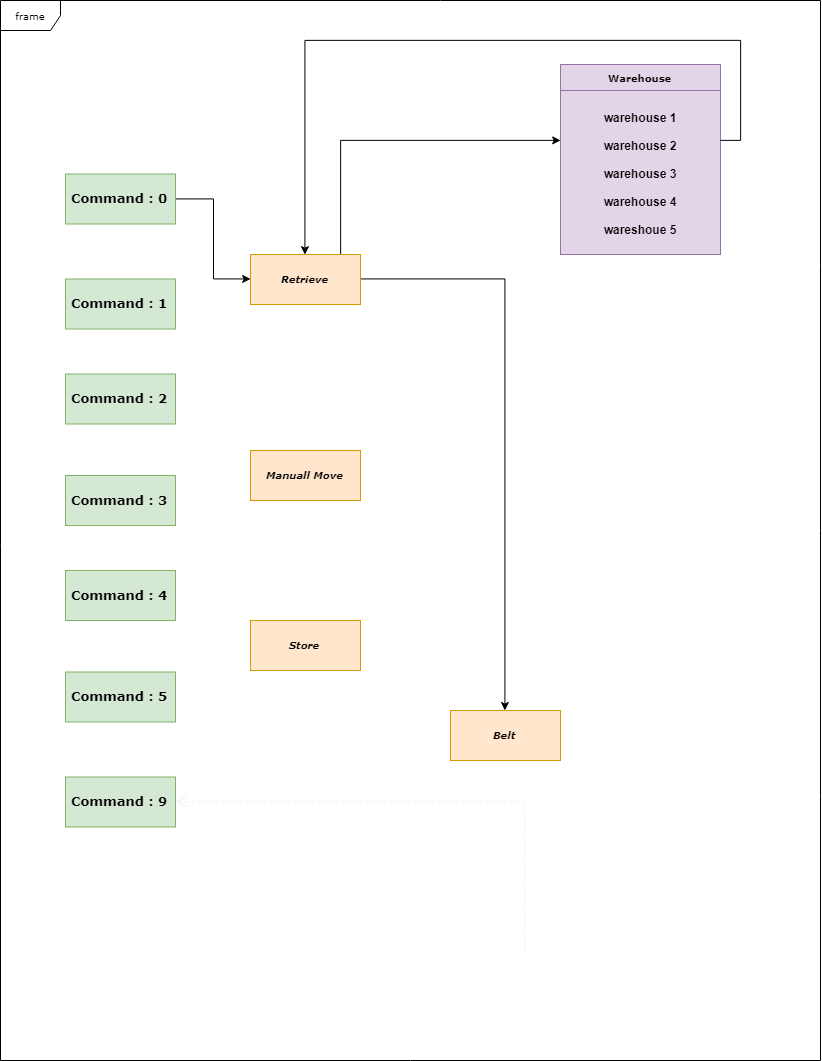 frame
Warehouse
warehouse 1
warehouse 2
warehouse 3
warehouse 4
wareshoue 5
Command : 0
Retrieve
Command : 1
Command : 2
Manuall Move
Command : 3
Command : 4
Store
Command : 5
Belt
Command : 9